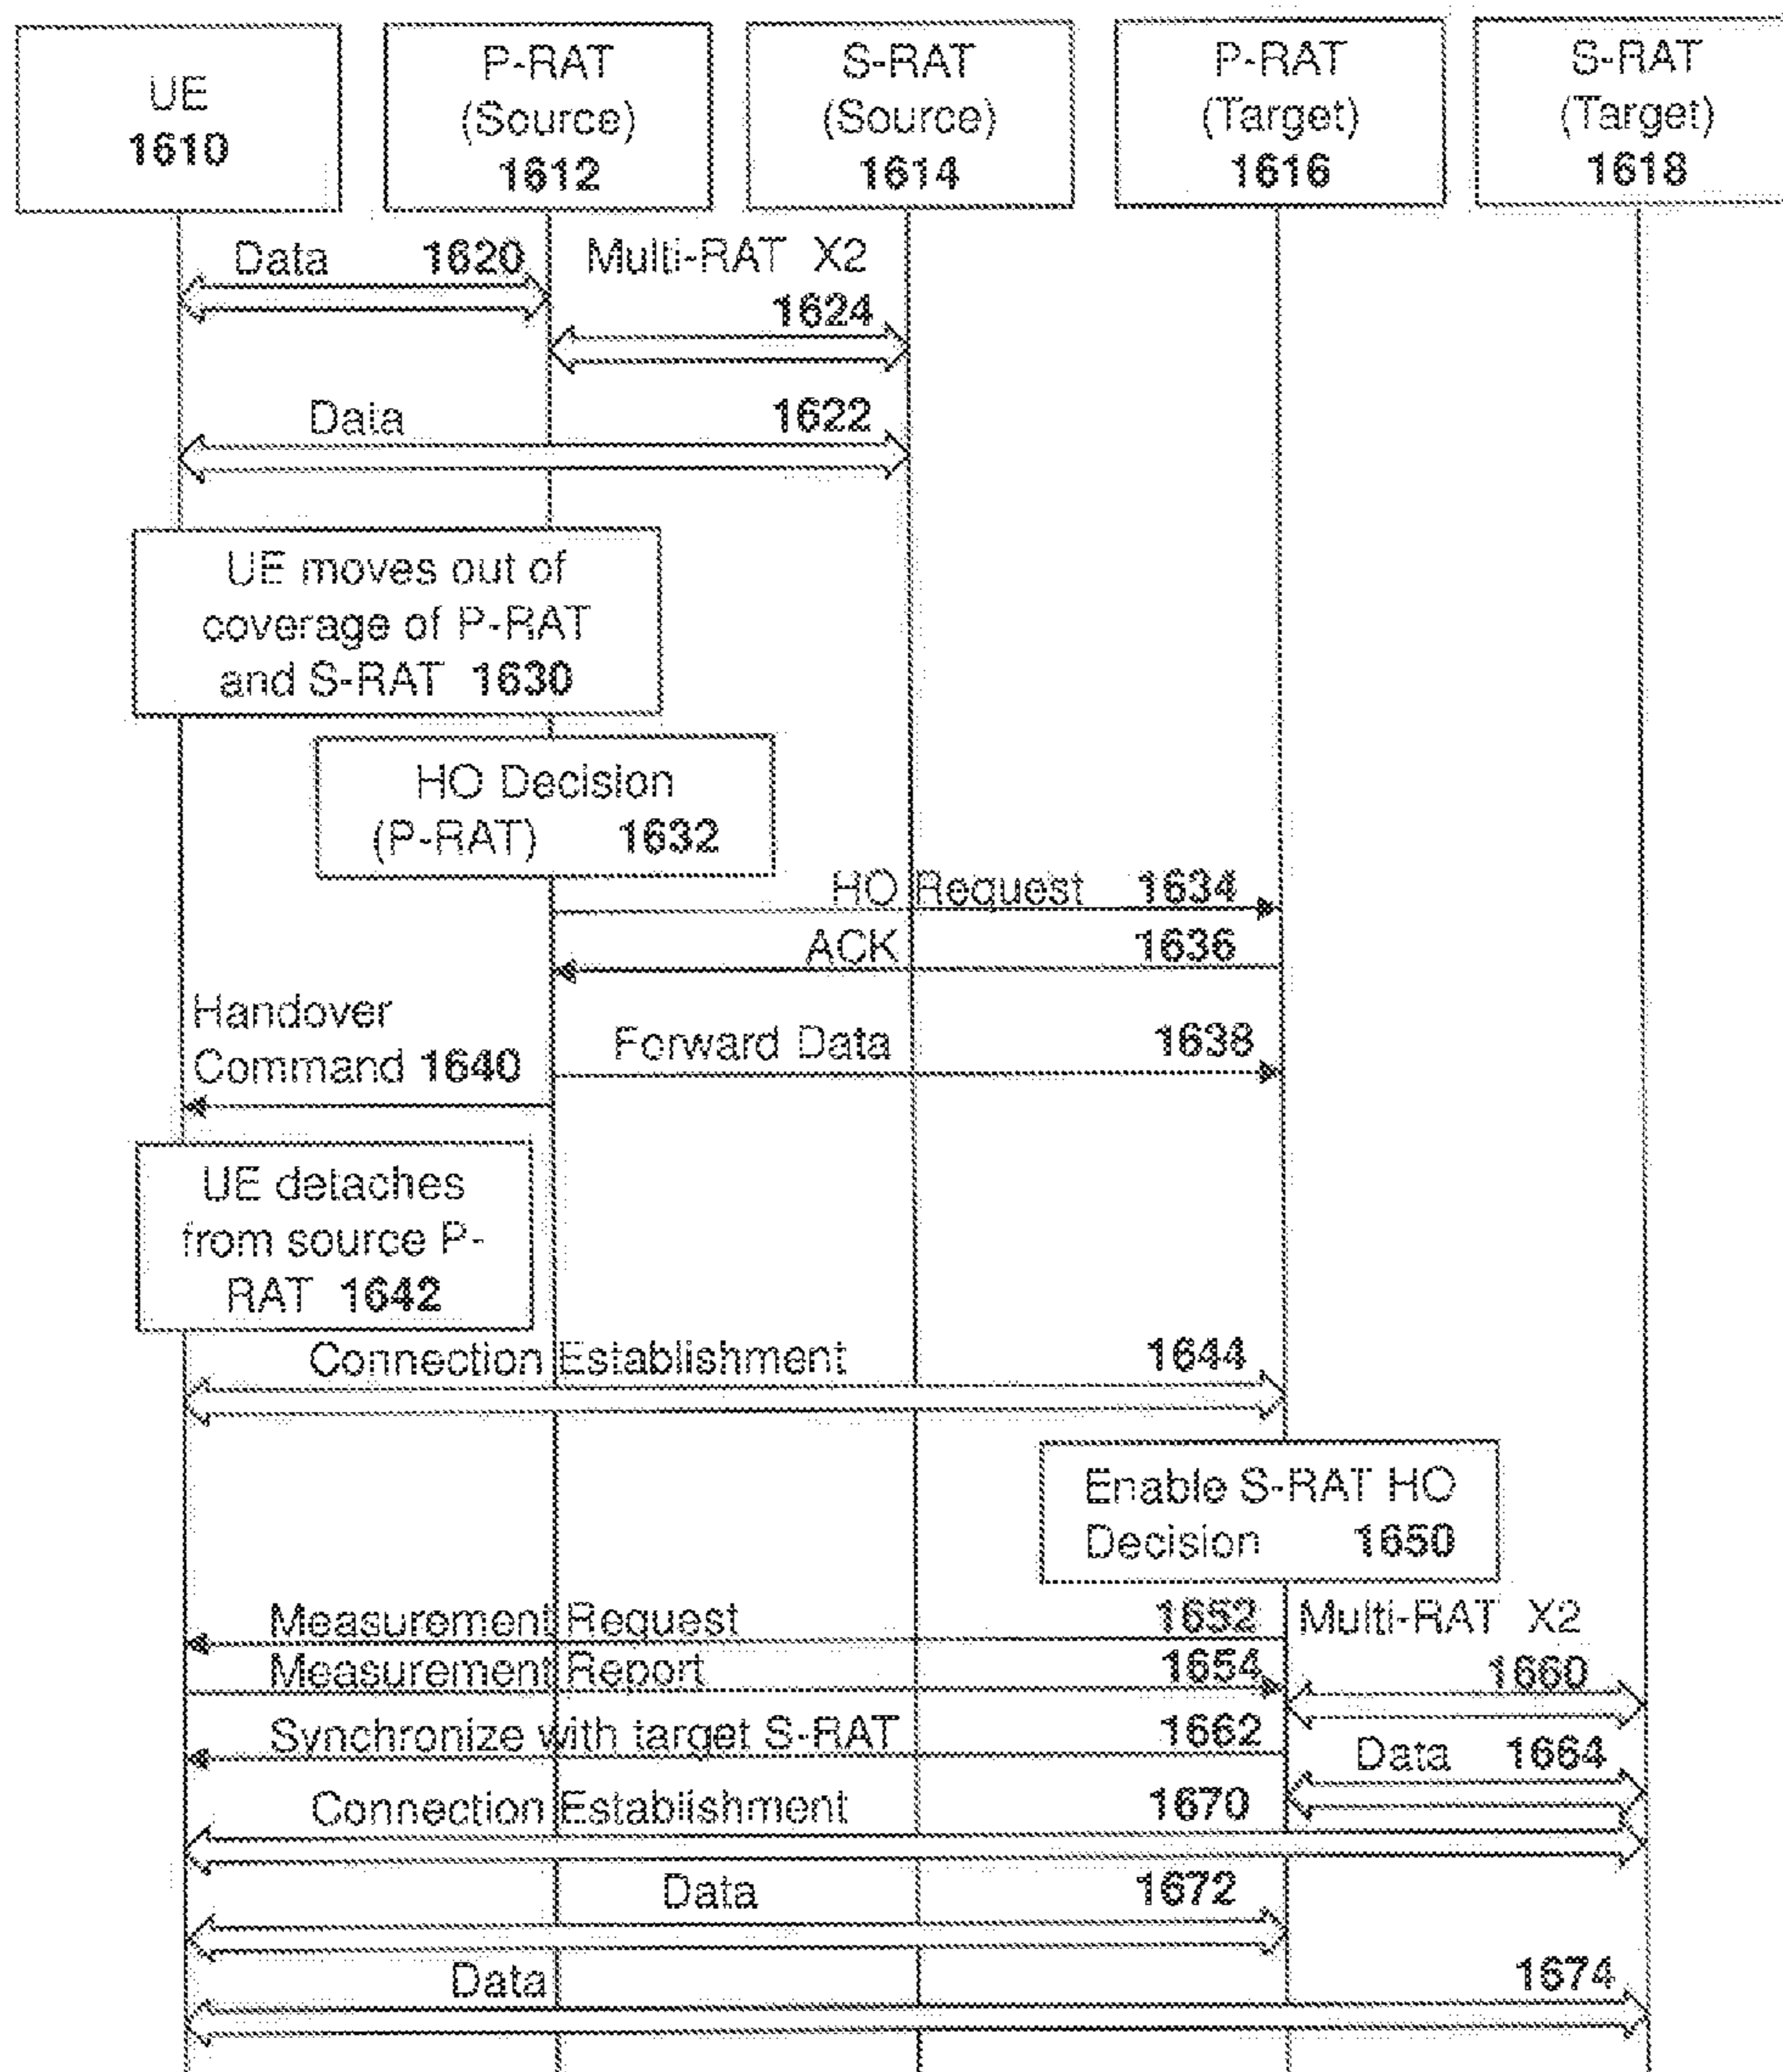 UE
1610
P-RAT
(Source)
1612
S-RAT
(Source)
1614
P-RAT
(Target)
1616
S-RAT
(Target)
1618
Data 1620
Multi-RAT X2
1624
Data 1622
UE moves out of
coverage of P-RAT
and S-RAT 1630
HO Decision
(P-RAT) 1632
HO Request 1634
ACK 1636
Handover
Command 1640
Forward Data 1638
UE detaches
from source P-
RAT 1642
Connection Establishment 1644
Enable S-RAT HO
Decision 1650
Measurement Request 1652
Multi-RAT X2
Measurement Report 1654
1660
Synchronize with target S-RAT 1662
Data 1664
Connection Establishment 1670
Data 1672
Data 1674